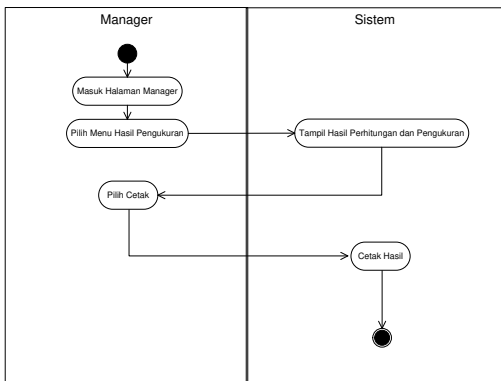 Manager
Sistem
Masuk Halaman Manager
Pilih Menu Hasil Pengukuran
Tampil Hasil Perhitungan dan Pengukuran
Pilih Cetak
Cetak Hasil